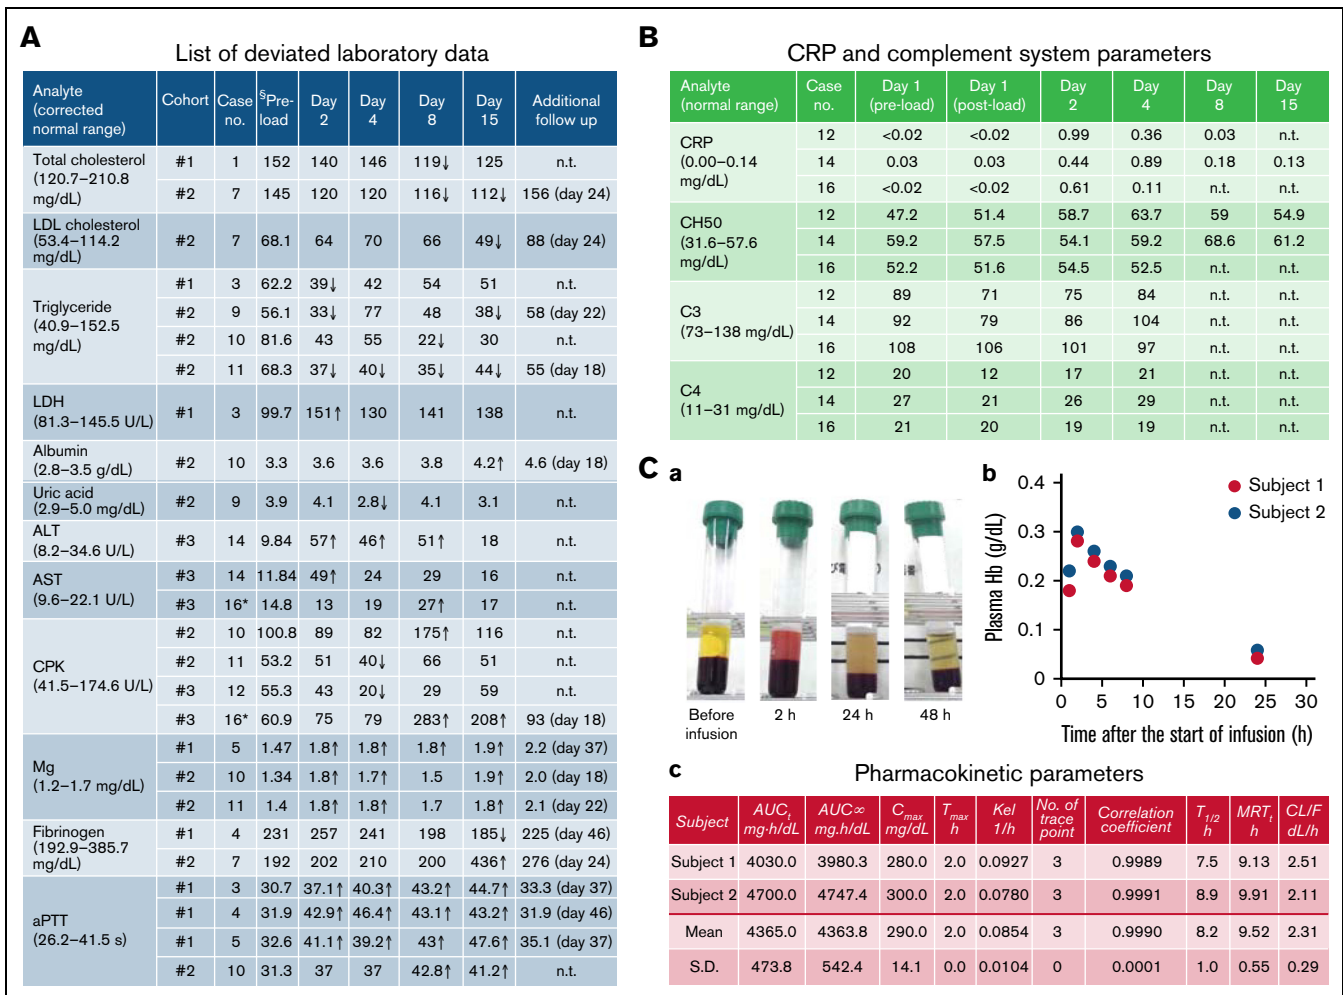 A
List of deviated laboratory data
Analyte (corrected normal range) Cohort Case no. §Pre-load Day 2 Day 4 Day 8 Day 15 Additional follow up
Total cholesterol (120.7–210.8 mg/dL) #1 1 152 140 146 119↓ 125 n.t.
#2 7 145 120 120 116↓ 112↓ 156 (day 24)
LDL cholesterol (53.4–114.2 mg/dL) #2 7 68.1 64 70 66 49↓ 88 (day 24)
Triglyceride (40.9–152.5 mg/dL) #1 3 62.2 39↓ 42 54 51 n.t.
#2 9 56.1 33↓ 77 48 38↓ 58 (day 22)
#2 10 81.6 43 55 22↓ 30 n.t.
#2 11 68.3 37↓ 40↓ 35↓ 44↓ 55 (day 18)
LDH (81.3–145.5 U/L) #1 3 99.7 151↑ 130 141 138 n.t.
Albumin (2.8–3.5 g/dL) #2 10 3.3 3.6 3.6 3.8 4.2↑ 4.6 (day 18)
Uric acid (2.9–5.0 mg/dL) #2 9 3.9 4.1 2.8↓ 4.1 3.1 n.t.
ALT (8.2–34.6 U/L) #3 14 9.84 57↑ 46↑ 51↑ 18 n.t.
AST (9.6–22.1 U/L) #3 14 11.84 49↑ 24 29 16 n.t.
#3 16* 14.8 13 19 27↑ 17 n.t.
CPK (41.5–174.6 U/L) #2 10 100.8 89 82 175↑ 116 n.t.
#2 11 53.2 51 40↓ 66 51 n.t.
#3 12 55.3 43 20↓ 29 59 n.t.
#3 16* 60.9 75 79 283↑ 208↑ 93 (day 18)
Mg (1.2–1.7 mg/dL) #1 5 1.47 1.8↑ 1.8↑ 1.8↑ 1.9↑ 2.2 (day 37)
#2 10 1.34 1.8↑ 1.7↑ 1.5 1.9↑ 2.0 (day 18)
#2 11 1.4 1.8↑ 1.8↑ 1.7 1.8↑ 2.1 (day 22)
Fibrinogen (192.9–385.7 mg/dL) #1 4 231 257 241 198 185↓ 225 (day 46)
#2 7 192 202 210 200 436↑ 276 (day 24)
aPTT (26.2–41.5 s) #1 3 30.7 37.1↑ 40.3↑ 43.2↑ 44.7↑ 33.3 (day 37)
#1 4 31.9 42.9↑ 46.4↑ 43.1↑ 43.2↑ 31.9 (day 46)
#1 5 32.6 41.1↑ 39.2↑ 43↑ 47.6↑ 35.1 (day 37)
#2 10 31.3 37 37 42.8↑ 41.2↑ n.t.
B
CRP and complement system parameters
Analyte (normal range) Case no. Day 1 (pre-load) Day 1 (post-load) Day 2 Day 4 Day 8 Day 15
CRP (0.00–0.14 mg/dL) 12 <0.02 <0.02 0.99 0.36 0.03 n.t.
14 0.03 0.03 0.44 0.89 0.18 0.13
16 <0.02 <0.02 0.61 0.11 n.t. n.t.
CH50 (31.6–57.6 mg/dL) 12 47.2 51.4 58.7 63.7 59 54.9
14 59.2 57.5 54.1 59.2 68.6 61.2
16 52.2 51.6 54.5 52.5 n.t. n.t.
C3 (73–138 mg/dL) 12 89 71 75 84 n.t. n.t.
14 92 79 86 104 n.t. n.t.
16 108 106 101 97 n.t. n.t.
C4 (11–31 mg/dL) 12 20 12 17 21 n.t. n.t.
14 27 21 26 29 n.t. n.t.
16 21 20 19 19 n.t. n.t.
C
a
Before infusion
2 h
24 h
48 h
b
Subject 1
Subject 2
Plasma Hb (g/dL)
0.4
0.3
0.2
0.1
0
0 5 10 15 20 25 30
Time after the start of infusion (h)
c
Pharmacokinetic parameters
Subject AUCt mg·h/dL AUC∞ mg.h/dL Cmax mg/dL Tmax h Kel 1/h No. of trace point Correlation coefficient T1/2 h MRTt h CL/F dL/h
Subject 1 4030.0 3980.3 280.0 2.0 0.0927 3 0.9989 7.5 9.13 2.51
Subject 2 4700.0 4747.4 300.0 2.0 0.0780 3 0.9991 8.9 9.91 2.11
Mean 4365.0 4363.8 290.0 2.0 0.0854 3 0.9990 8.2 9.52 2.31
S.D. 473.8 542.4 14.1 0.0 0.0104 0 0.0001 1.0 0.55 0.29